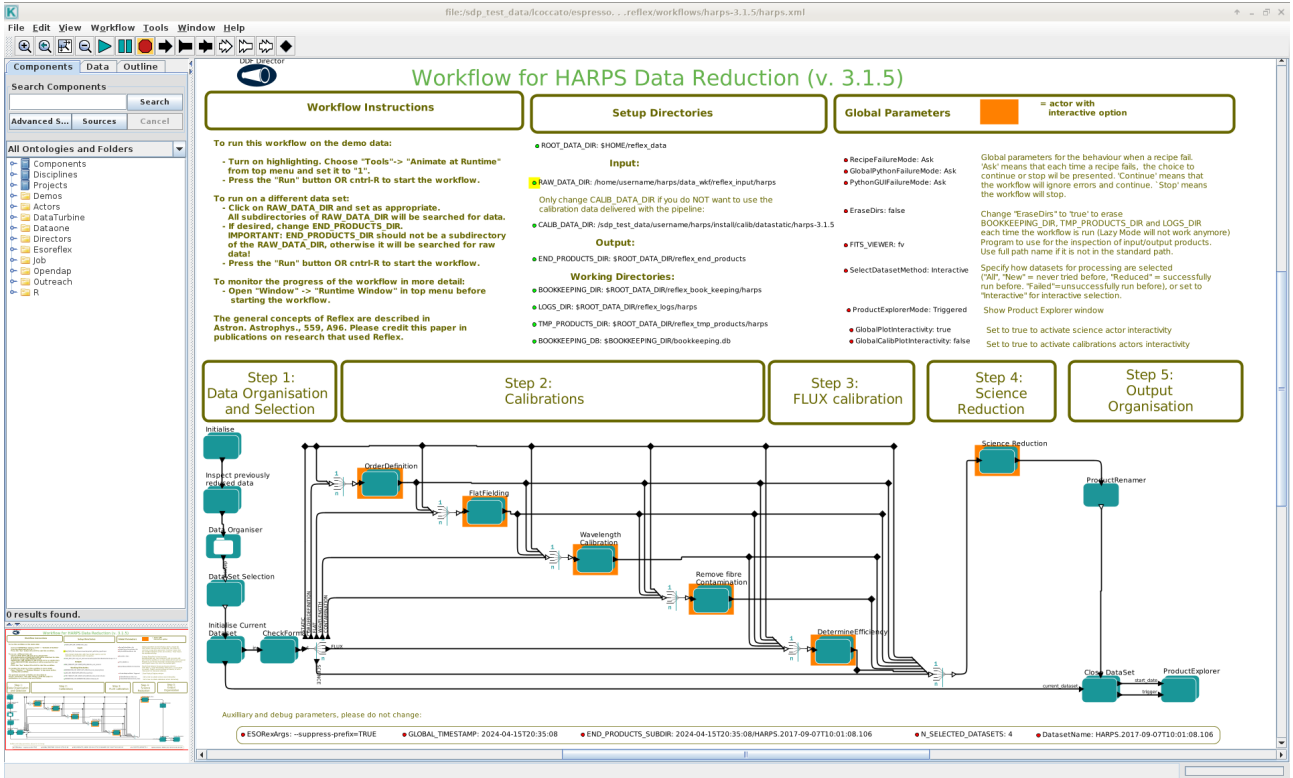 file:/sdp_test_data/lcoccato/espresso. . .reflex/workflows/harps-3.1.5/harps.xml
File Edit View Workflow Tools Window Help
Components Data Outline
Search Components
Search
Advanced S... Sources Cancel
All Ontologies and Folders
Components
Disciplines
Projects
Demos
Actors
DataTurbine
Dataone
Directors
Esoreflex
Job
Opendap
Outreach
R
0 results found.
DDF Director
Workflow for HARPS Data Reduction (v. 3.1.5)
Workflow Instructions
To run this workflow on the demo data:
- Turn on highlighting. Choose "Tools"-> "Animate at Runtime"
from top menu and set it to "1".
- Press the "Run" button OR cntrl-R to start the workflow.
To run on a different data set:
- Click on RAW_DATA_DIR and set as appropriate.
All subdirectories of RAW_DATA_DIR will be searched for data.
- If desired, change END_PRODUCTS_DIR.
IMPORTANT: END_PRODUCTS_DIR should not be a subdirectory
of the RAW_DATA_DIR, otherwise it will be searched for raw
data!
- Press the "Run" button OR cntrl-R to start the workflow.
To monitor the progress of the workflow in more detail:
- Open "Window" -> "Runtime Window" in top menu before
starting the workflow.
The general concepts of Reflex are described in
Astron. Astrophys., 559, A96. Please credit this paper in
publications on research that used Reflex.
Setup Directories
ROOT_DATA_DIR: $HOME/reflex_data
Input:
RAW_DATA_DIR: /home/username/harps/data_wkf/reflex_input/harps
Only change CALIB_DATA_DIR if you do NOT want to use the
calibration data delivered with the pipeline:
CALIB_DATA_DIR: /sdp_test_data/username/harps/install/calib/datastatic/harps-3.1.5
Output:
END_PRODUCTS_DIR: $ROOT_DATA_DIR/reflex_end_products
Working Directories:
BOOKKEEPING_DIR: $ROOT_DATA_DIR/reflex_book_keeping/harps
LOGS_DIR: $ROOT_DATA_DIR/reflex_logs/harps
TMP_PRODUCTS_DIR: $ROOT_DATA_DIR/reflex_tmp_products/harps
BOOKKEEPING_DB: $BOOKKEEPING_DIR/bookkeeping.db
Global Parameters
= actor with
interactive option
RecipeFailureMode: Ask
GlobalPythonFailureMode: Ask
PythonGUIFailureMode: Ask
Global parameters for the behaviour when a recipe fail.
'Ask' means that each time a recipe fails, the choice to
continue or stop wil be presented. 'Continue' means that
the workflow will ignore errors and continue. `Stop' means
the workflow will stop.
EraseDirs: false
Change "EraseDirs" to 'true' to erase
BOOKKEEPING_DIR, TMP_PRODUCTS_DIR and LOGS_DIR
each time the workflow is run (Lazy Mode will not work anymore)
FITS_VIEWER: fv
Program to use for the inspection of input/output products.
Use full path name if it is not in the standard path.
SelectDatasetMethod: Interactive
Specify how datasets for processing are selected
("All", "New" = never tried before, "Reduced" = successfully
run before. "Failed"=unsuccessfully run before), or set to
"Interactive" for interactive selection.
ProductExplorerMode: Triggered
Show Product Explorer window
GlobalPlotInteractivity: true
Set to true to activate science actor interactivity
GlobalCalibPlotInteractivity: false
Set to true to activate calibrations actors interactivity
Step 1:
Data Organisation
and Selection
Step 2:
Calibrations
Step 3:
FLUX calibration
Step 4:
Science
Reduction
Step 5:
Output
Organisation
Initialise
Inspect previously
reduced data
Data Organiser
DataSet Selection
Initialise Current
Dataset
CheckFormat
FLUX
OrderDefinition
FlatFielding
Wavelength
Calibration
Remove fibre
Contamination
DetermineEfficiency
Science Reduction
ProductRenamer
Close DataSet
current_dataset
start_date
trigger
ProductExplorer
Auxilliary and debug parameters, please do not change:
ESORexArgs: --suppress-prefix=TRUE
GLOBAL_TIMESTAMP: 2024-04-15T20:35:08
END_PRODUCTS_SUBDIR: 2024-04-15T20:35:08/HARPS.2017-09-07T10:01:08.106
N_SELECTED_DATASETS: 4
DatasetName: HARPS.2017-09-07T10:01:08.106